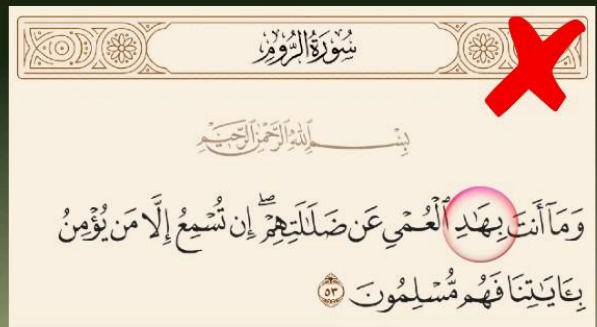 سُورَةُ الرُّومِ
بِسْمِ ٱللَّهِ ٱلرَّحْمَٰنِ ٱلرَّحِيمِ
وَمَآ أَنتَ بِهَٰدِ ٱلْعُمْىِ عَن ضَلَٰلَتِهِمْ ۖ إِن تُسْمِعُ إِلَّا مَن يُؤْمِنُ
بِـَٔايَٰتِنَا فَهُم مُّسْلِمُونَ ٥٣